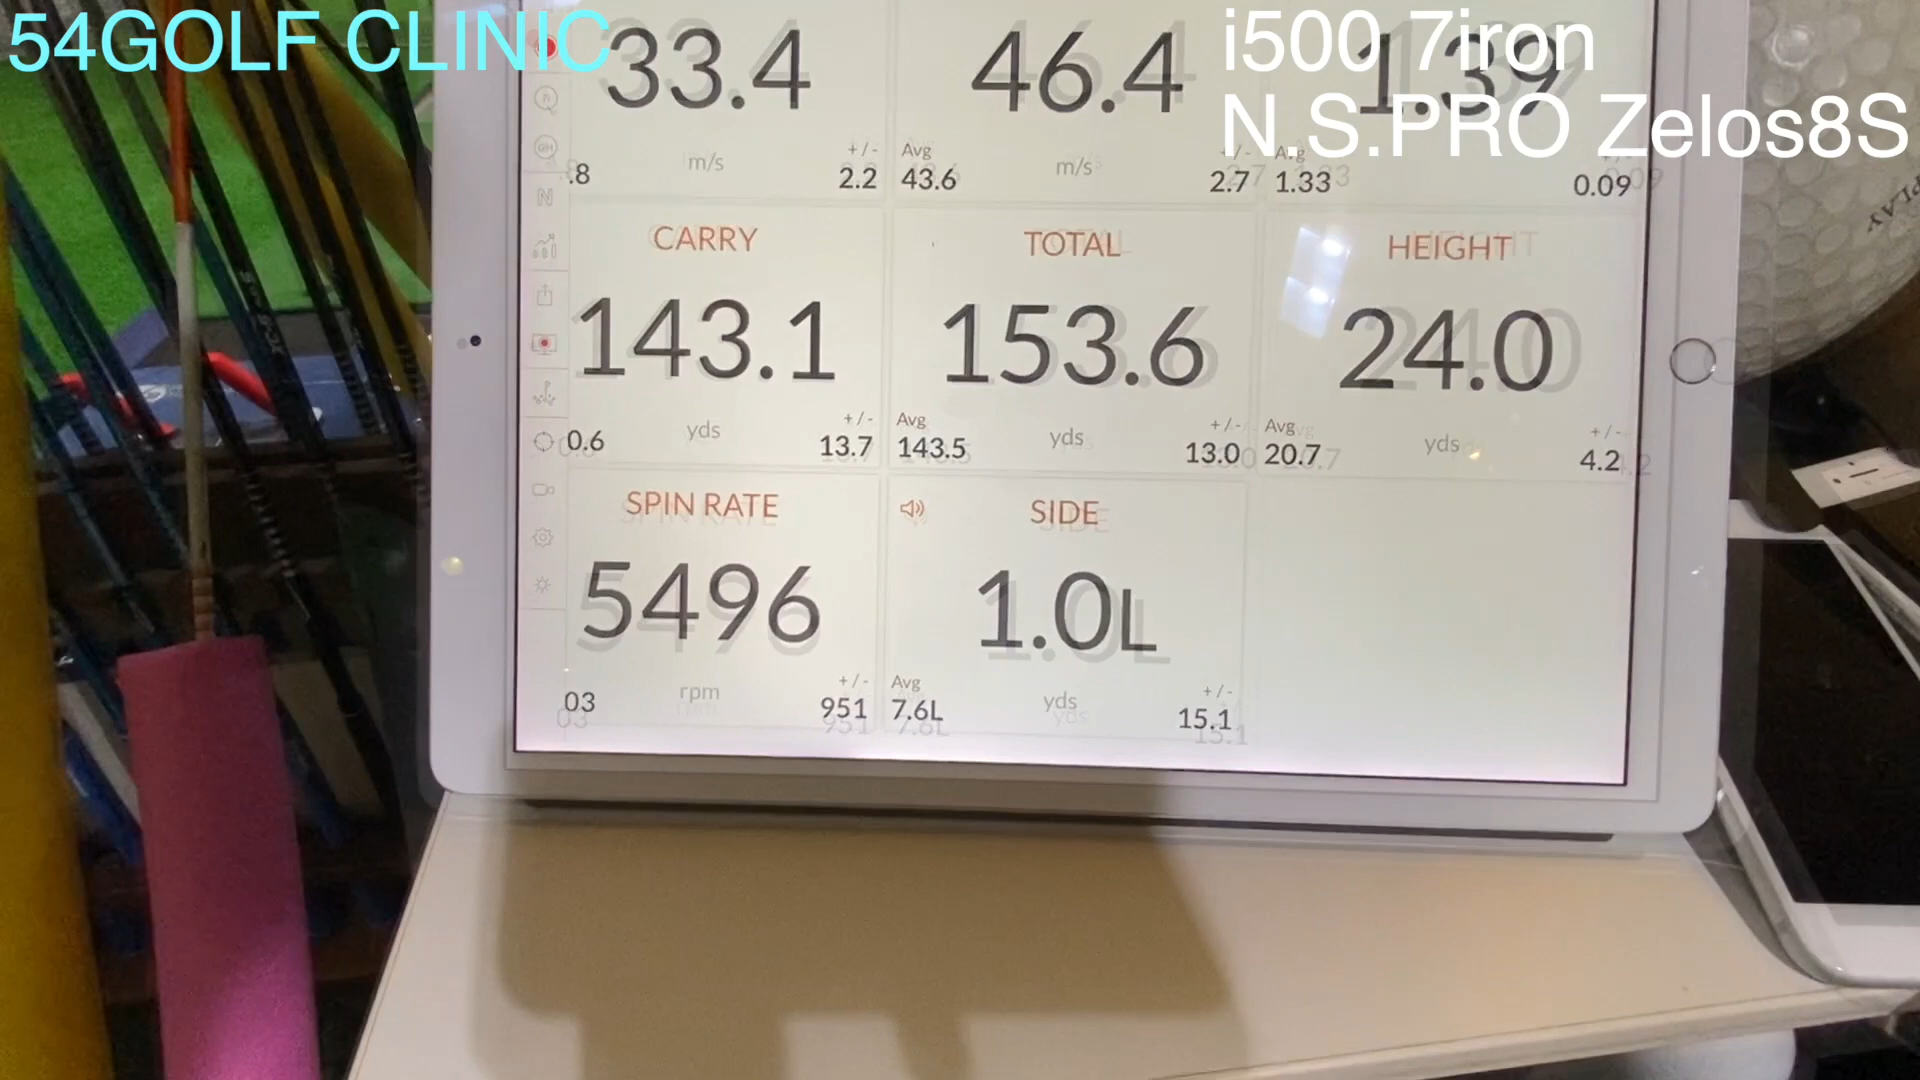 54GOLF CLINIC
i500 7iron
N.S.PRO Zelos8S
33.4 46.4 1.39
+/- Avg +/- Avg +/-
.8 m/s 2.2 43.6 m/s 2.7 1.33 0.09
CARRY TOTAL HEIGHT
143.1 153.6 24.0
+/- Avg +/- Avg +/-
0.6 yds 13.7 143.5 yds 13.0 20.7 yds 4.2
SPIN RATE SIDE
5496 1.0L
+/- Avg +/-
03 rpm 951 7.6L yds 15.1
PLAY